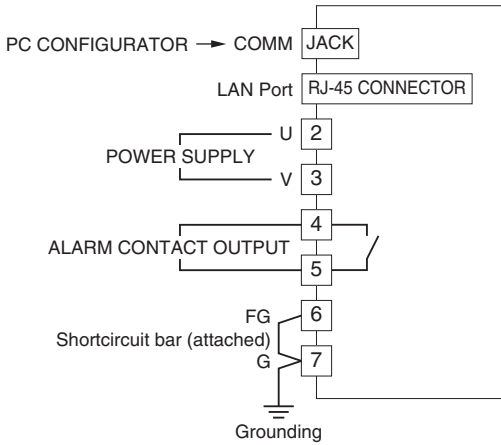 PC CONFIGURATOR → COMM JACK
LAN Port RJ-45 CONNECTOR
U 2
POWER SUPPLY
V 3
4
ALARM CONTACT OUTPUT
5
FG 6
Shortcircuit bar (attached)
G 7
Grounding